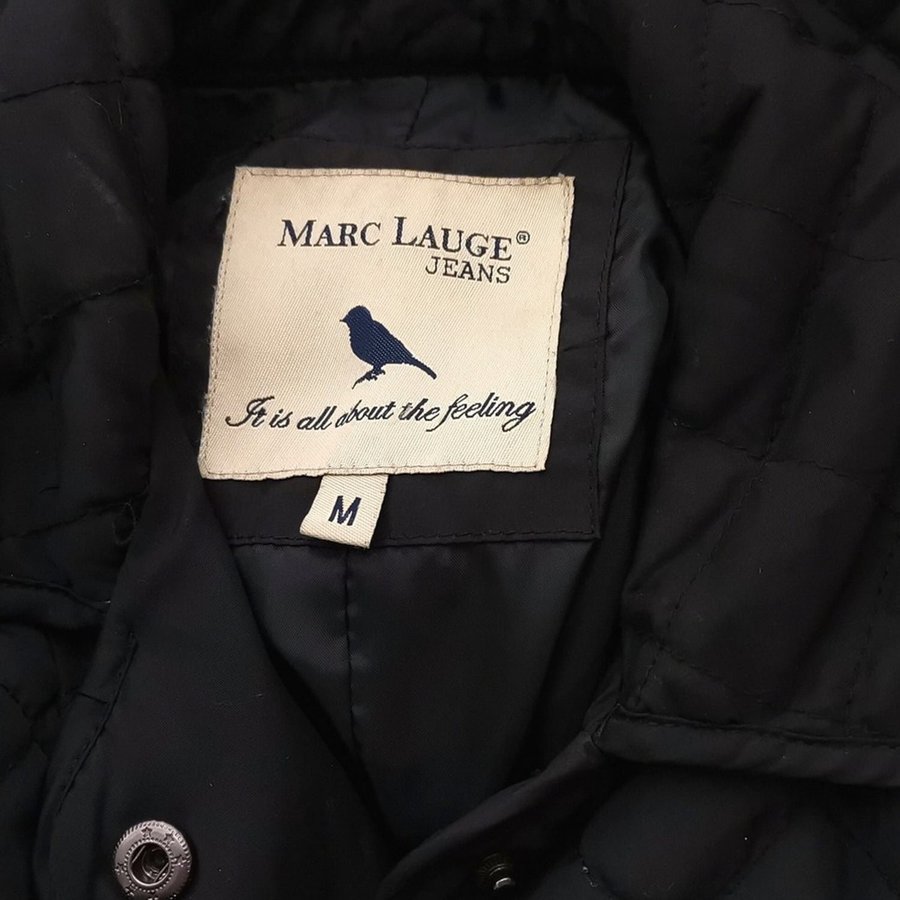 MARC LAUGE®
JEANS
It is all about the feeling
M